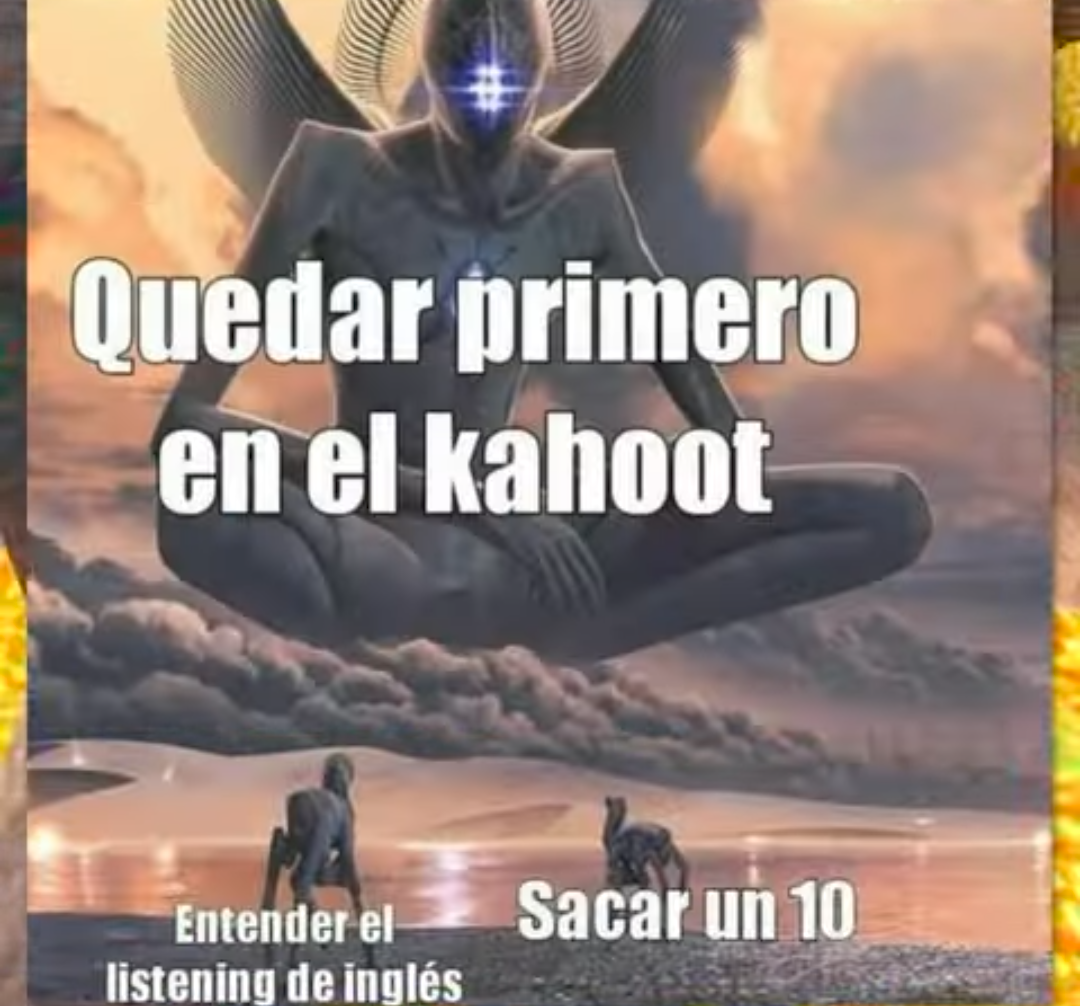 Quedar primero
en el kahoot
Entender el
listening de inglés
Sacar un 10